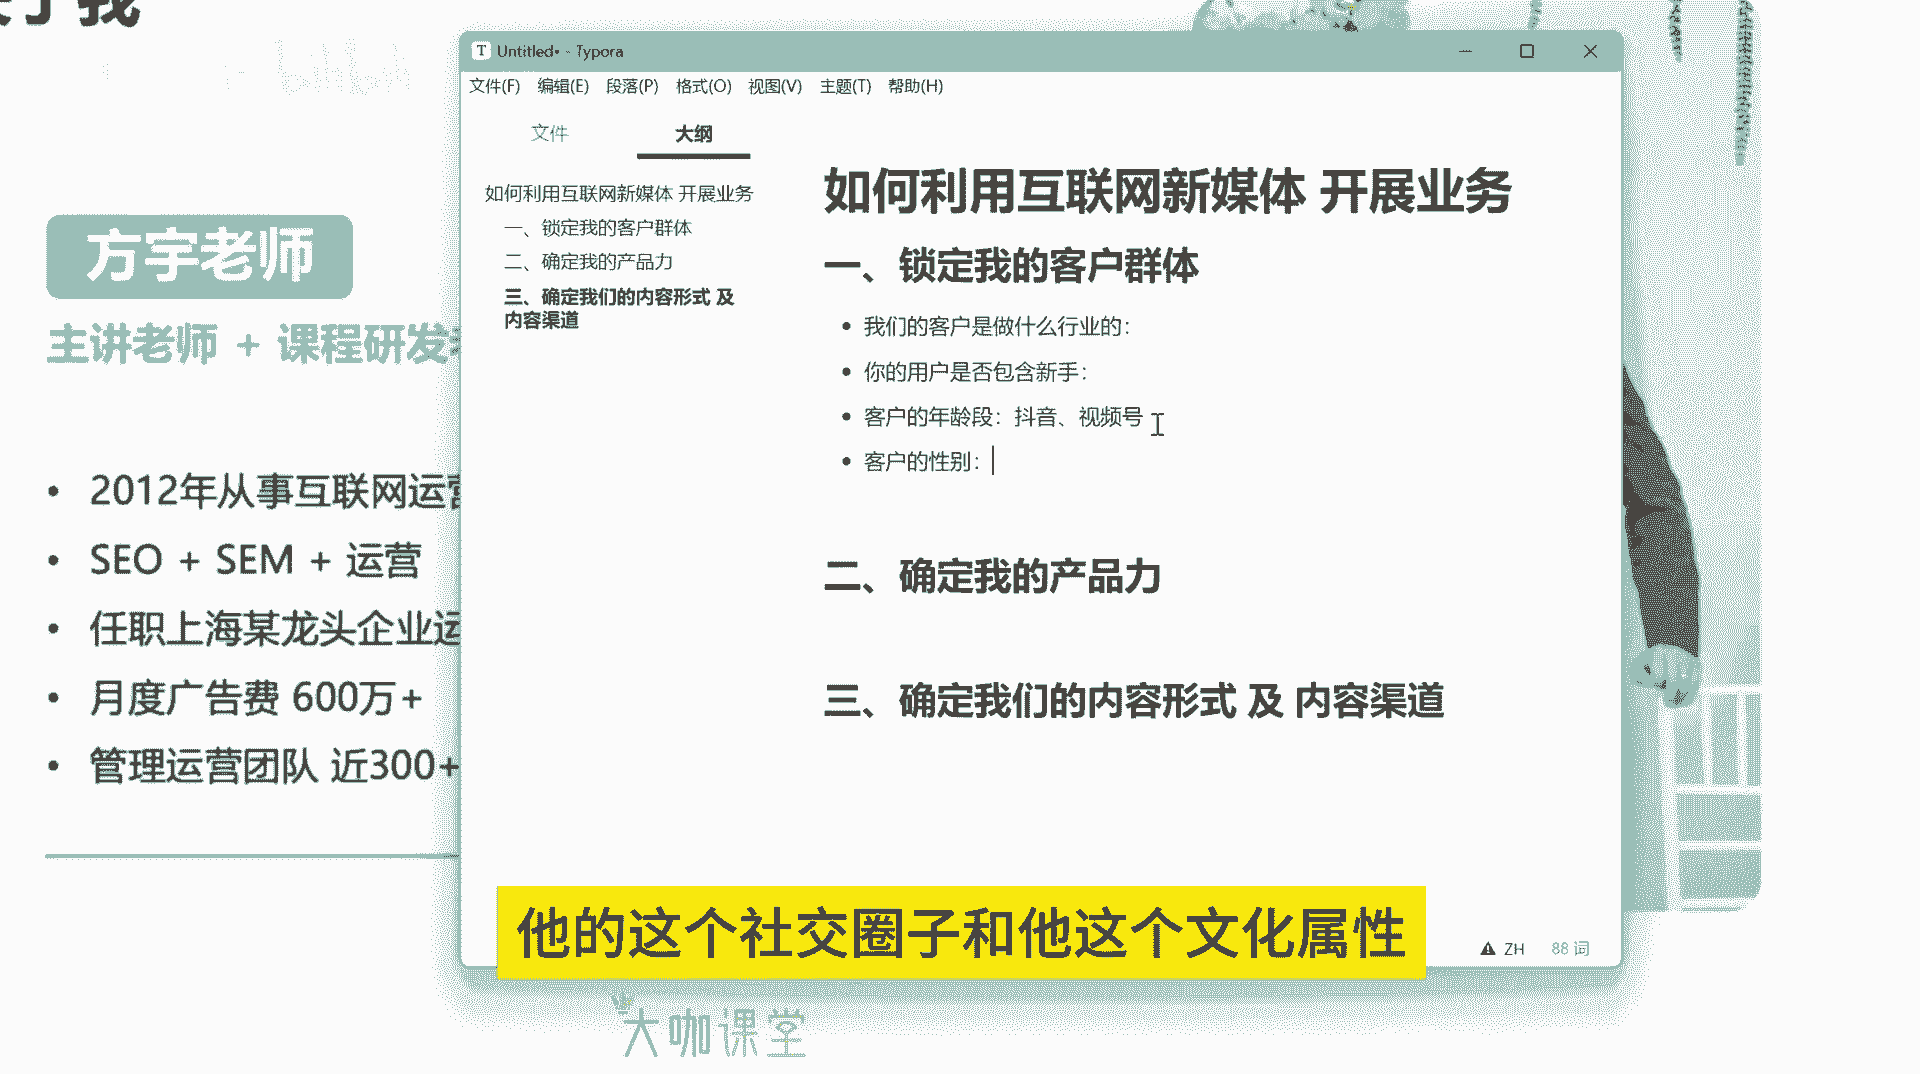 bilibili
Untitled• - Typora
文件(F) 编辑(E) 段落(P) 格式(O) 视图(V) 主题(T) 帮助(H)
文件 大纲
如何利用互联网新媒体 开展业务
一、锁定我的客户群体
二、确定我的产品力
三、确定我们的内容形式 及
内容渠道
如何利用互联网新媒体 开展业务
一、锁定我的客户群体
• 我们的客户是做什么行业的：
• 你的用户是否包含新手：
• 客户的年龄段：抖音、视频号
• 客户的性别：
二、确定我的产品力
三、确定我们的内容形式 及 内容渠道
ZH 88 词
方宇老师
主讲老师 + 课程研发
• 2012年从事互联网运营
• SEO + SEM + 运营
• 任职上海某龙头企业运
• 月度广告费 600万+
• 管理运营团队 近300+
他的这个社交圈子和他这个文化属性
大咖课堂